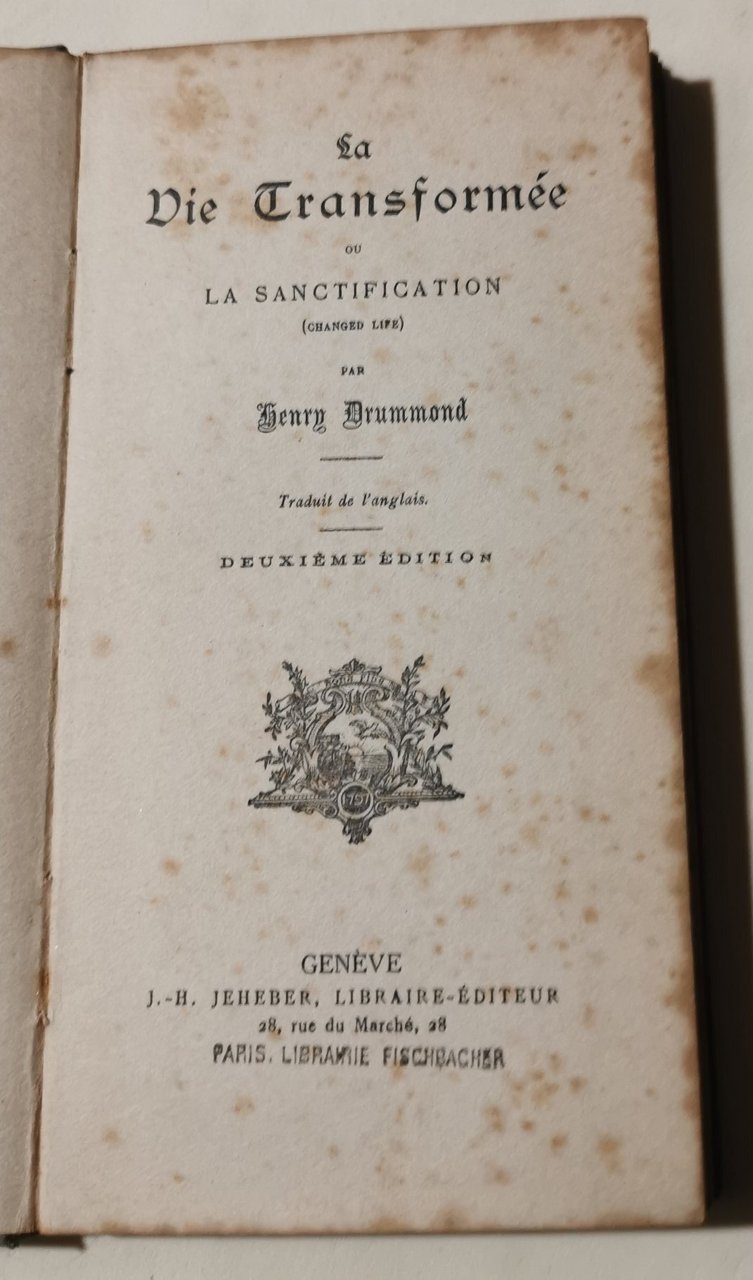 La
Vie Transformée
OU
LA SANCTIFICATION
(CHANGED LIFE)
PAR
Henry Drummond
Traduit de l'anglais.
DEUXIÈME ÉDITION
GENÈVE
J.-H. JEHEBER, LIBRAIRE-ÉDITEUR
28, rue du Marché, 28
PARIS. LIBRAIRIE FISCHBACHER